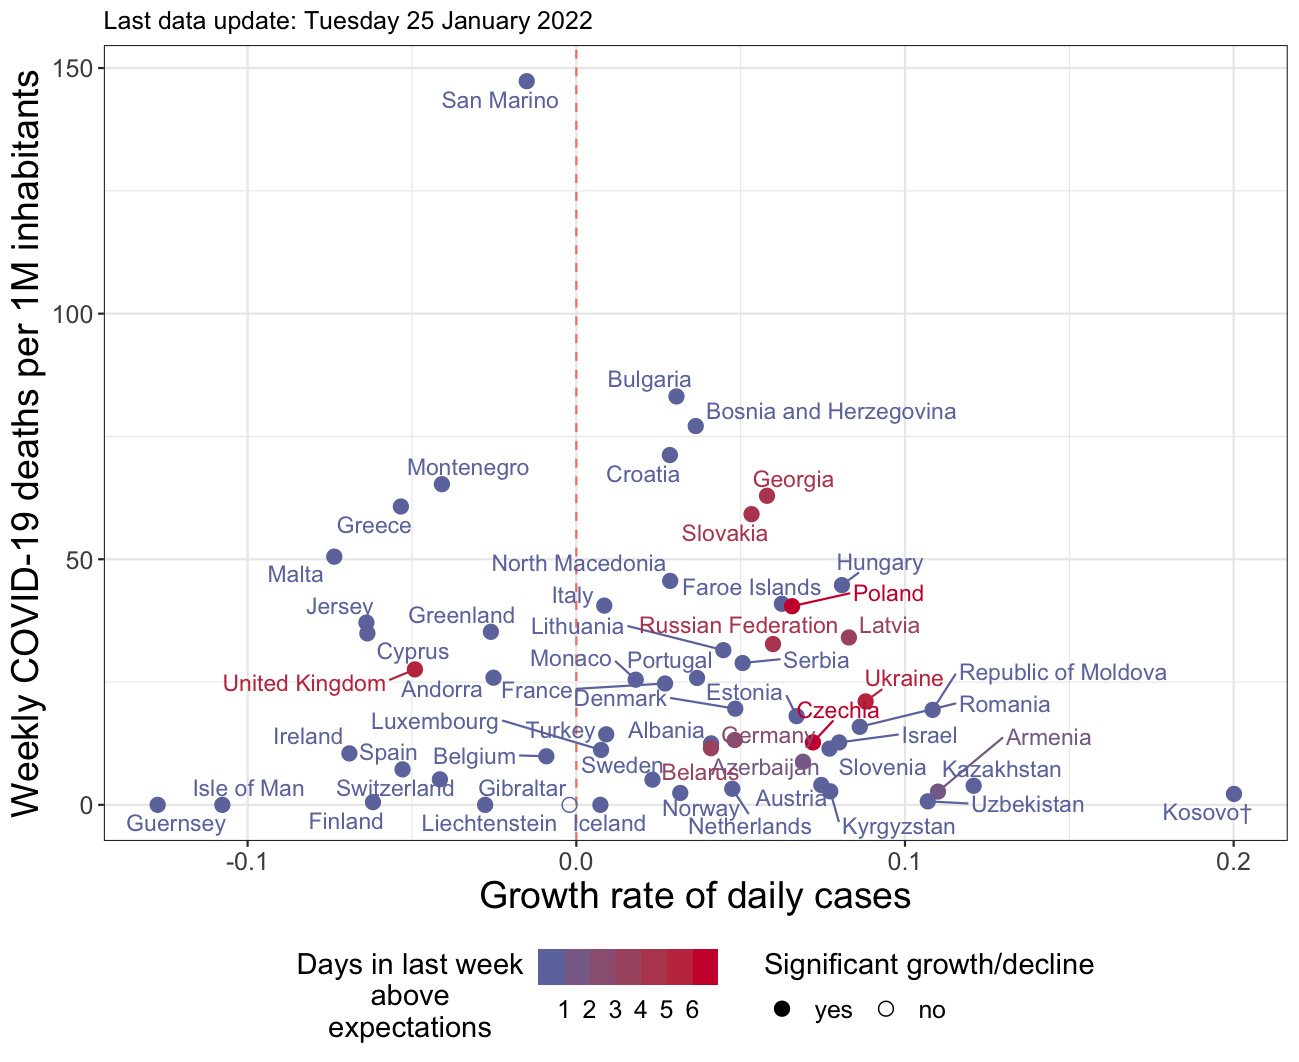 Last data update: Tuesday 25 January 2022
Weekly COVID-19 deaths per 1M inhabitants
150
100
50
0
San Marino
Bulgaria
Bosnia and Herzegovina
Croatia
Montenegro
Georgia
Greece
Slovakia
North Macedonia
Hungary
Malta
Faroe Islands
Poland
Italy
Jersey
Greenland
Lithuania
Russian Federation
Latvia
Cyprus
Monaco
Portugal
Serbia
Republic of Moldova
United Kingdom
Andorra
France
Denmark
Estonia
Ukraine
Romania
Czechia
Luxembourg
Turkey
Albania
Germany
Ireland
Israel
Armenia
Spain
Belgium
Sweden
Belarus
Azerbaijan
Slovenia
Kazakhstan
Isle of Man
Switzerland
Gibraltar
Norway
Austria
Uzbekistan
Kosovo†
Guernsey
Finland
Liechtenstein
Iceland
Netherlands
Kyrgyzstan
-0.1
0.0
0.1
0.2
Growth rate of daily cases
Days in last week
above
expectations
1 2 3 4 5 6
Significant growth/decline
yes
no